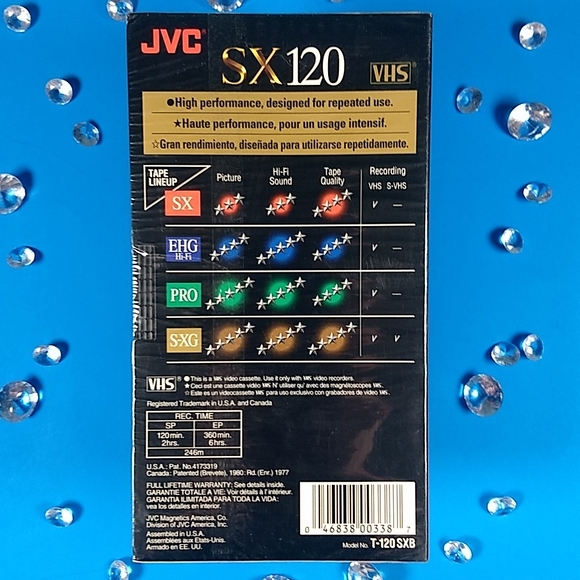 JVC SX120 VHS
●High performance, designed for repeated use.
★Haute performance, pour un usage intensif.
☆Gran rendimiento, diseñada para utilizarse repetidamente.
TAPE LINEUP
Picture
Hi-Fi Sound
Tape Quality
Recording
VHS S-VHS
SX
EHG
Hi-Fi
PRO
S-XG
VHS
●This is a VHS video cassette. Use it only with VHS video recorders.
★Ceci est une cassette vidéo VHS N' utiliser qu' avec des magnétoscopes VHS.
☆Este es un videocassette VHS para uso exclusivo con grabadores de video VHS.
Registered Trademark in U.S.A. and Canada
REC. TIME
SP EP
120min. 360min.
2hrs. 6hrs.
246m
U.S.A.: Pat. No.4173319
Canada: Patented (Brevete), 1980: Rd. (Enr.) 1977
FULL LIFETIME WARRANTY: See details inside.
GARANTIE TOTALE A VIE: Voir détails à l'intérieur.
GARANTIA ILIMITADA PARA TODA LA VIDA:
vea los detalles en interior.
JVC Magnetics America, Co.
Division of JVC America, Inc.
Assembled in U.S.A.
Assemblées aux Etats-Unis.
Armado en EE. UU.
0 46838 00338 7
Model No. T-120SXB